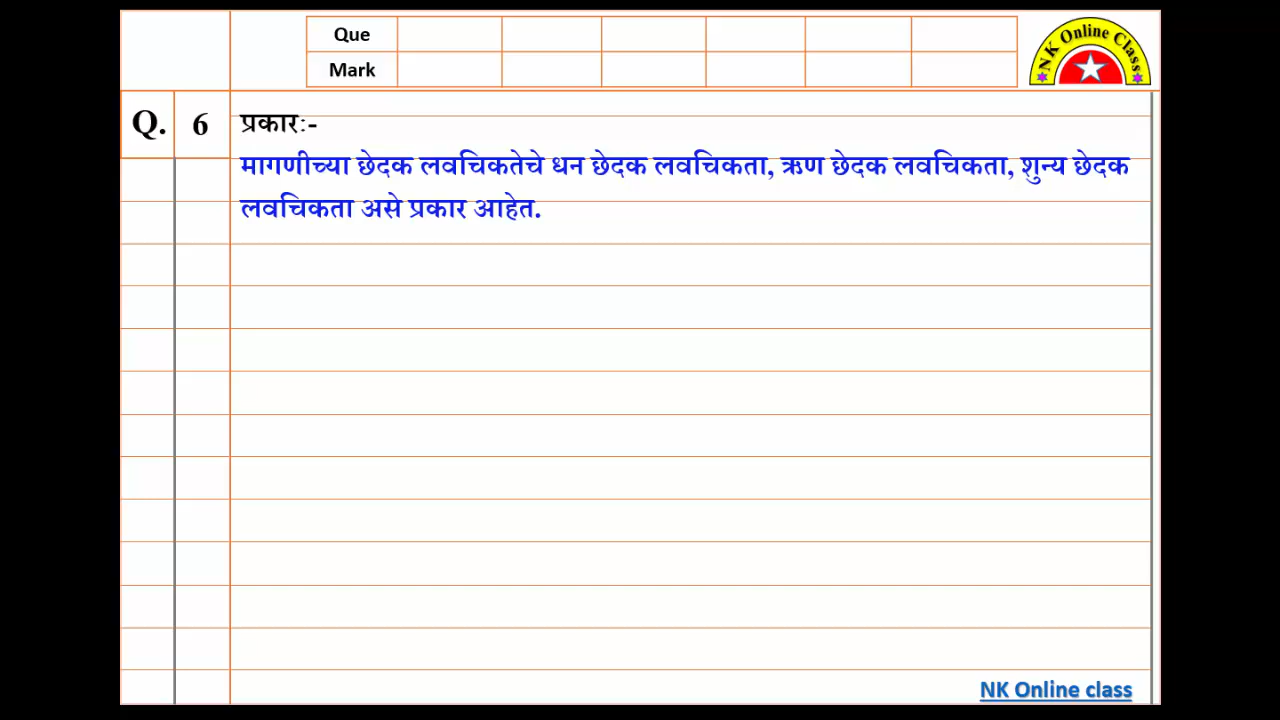 Que
Mark
NK Online Class
Q. 6 प्रकारः-
मागणीच्या छेदक लवचिकतेचे धन छेदक लवचिकता, ऋण छेदक लवचिकता, शुन्य छेदक
लवचिकता असे प्रकार आहेत.
NK Online class